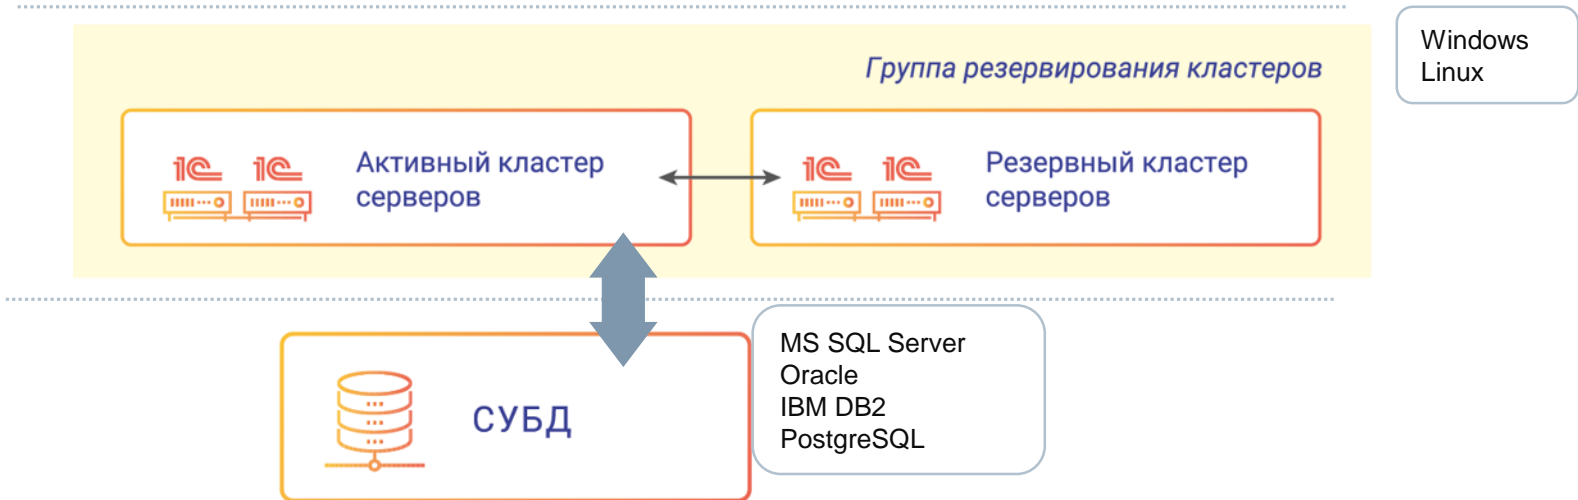 Windows
Linux
Группа резервирования кластеров
1С 1С
Активный кластер
серверов
1С 1С
Резервный кластер
серверов
СУБД
MS SQL Server
Oracle
IBM DB2
PostgreSQL